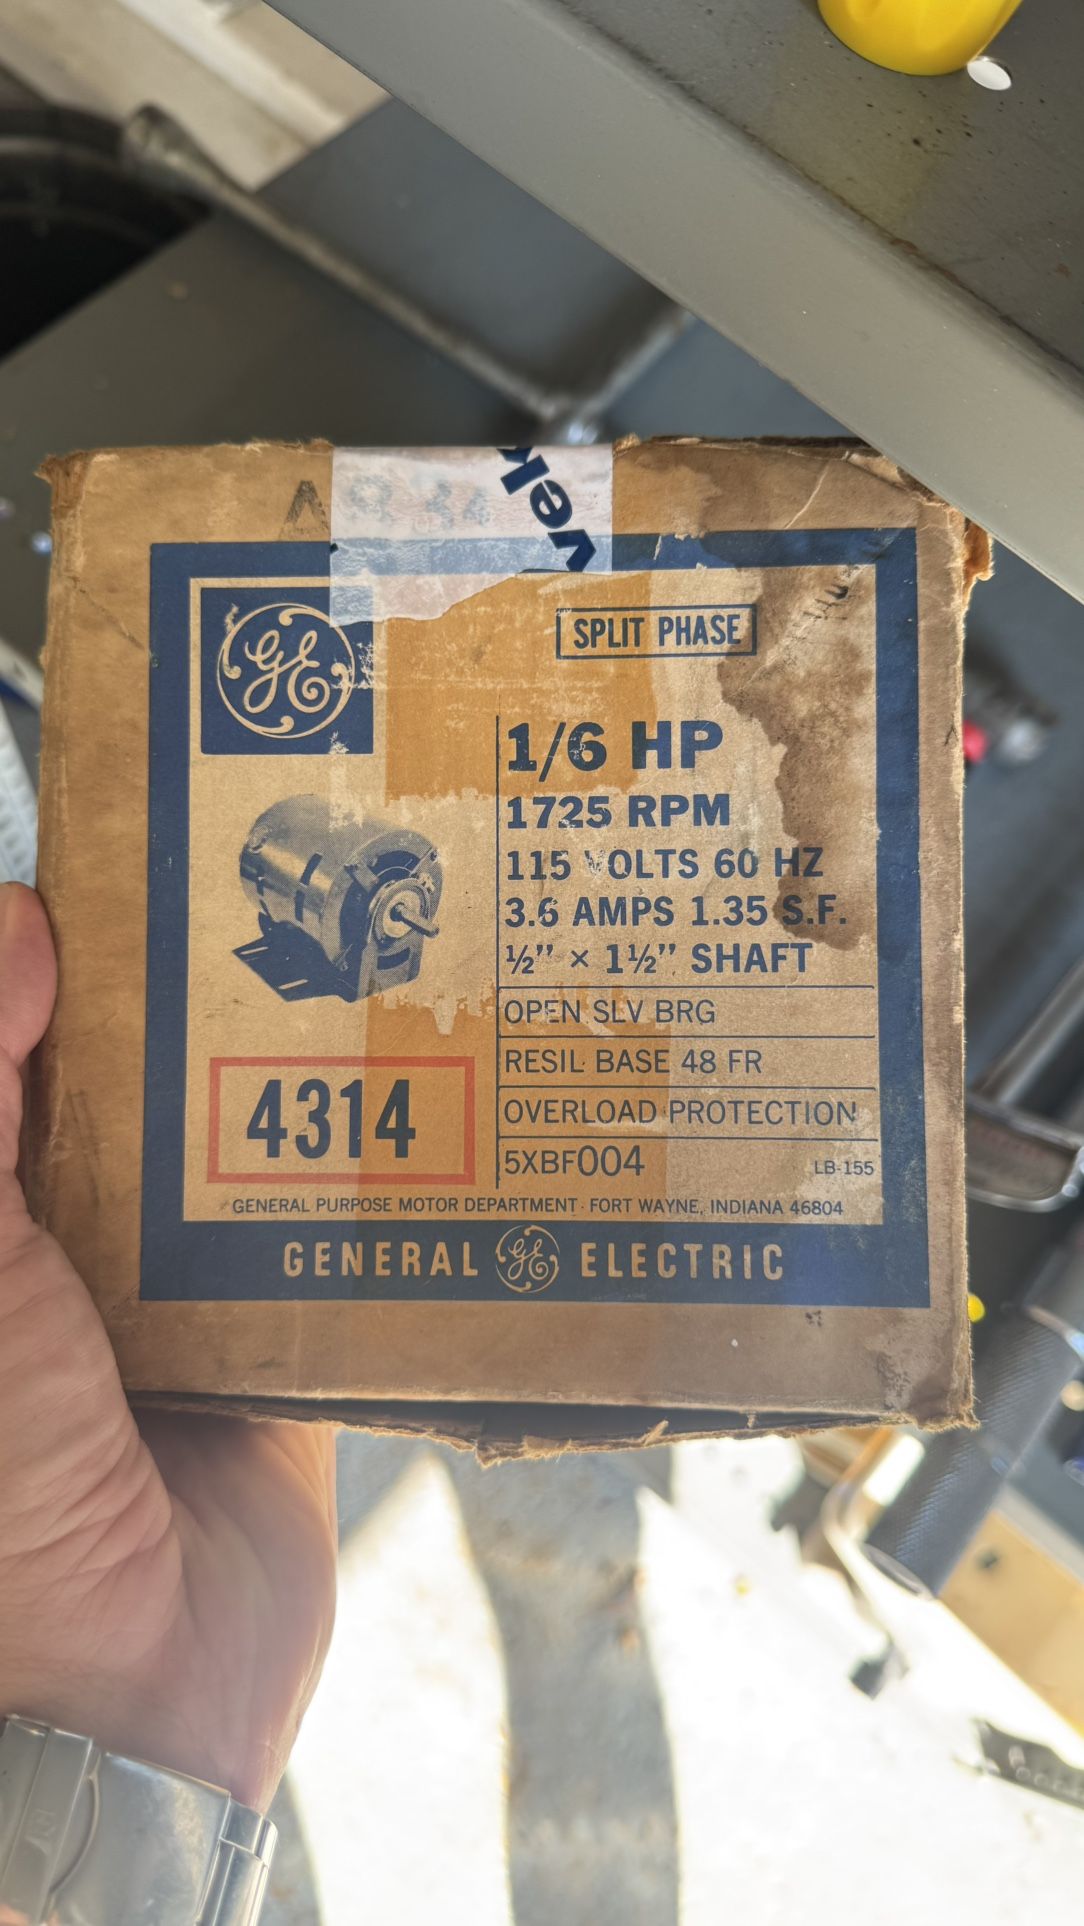 vek
GE
SPLIT PHASE
1/6 HP
1725 RPM
115 VOLTS 60 HZ
3.6 AMPS 1.35 S.F.
½” × 1½” SHAFT
OPEN SLV BRG
RESIL BASE 48 FR
4314
OVERLOAD PROTECTION
5XBF004 LB-155
GENERAL PURPOSE MOTOR DEPARTMENT · FORT WAYNE, INDIANA 46804
GENERAL GE ELECTRIC